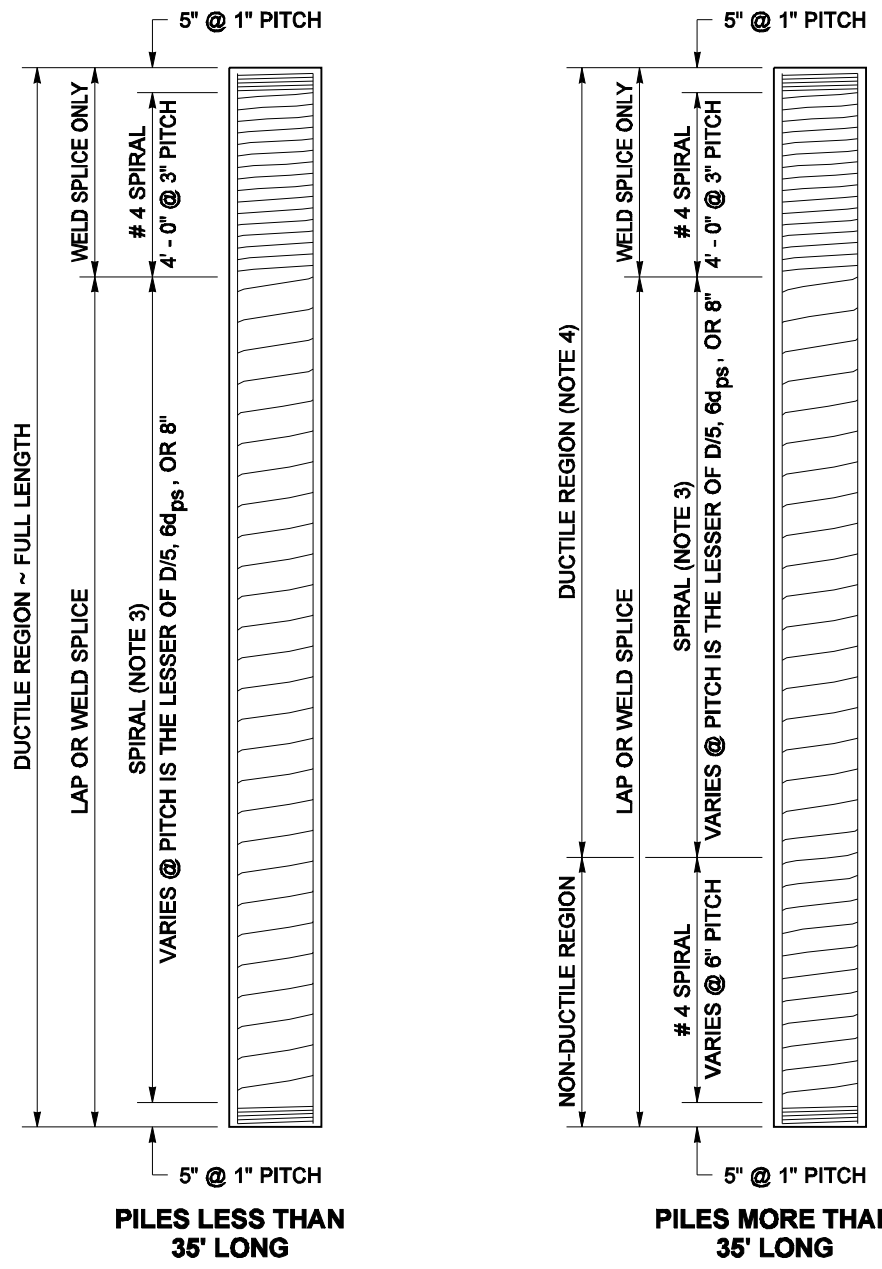 5" @ 1" PITCH
WELD SPLICE ONLY
# 4 SPIRAL
4' - 0" @ 3" PITCH
DUCTILE REGION ~ FULL LENGTH
LAP OR WELD SPLICE
SPIRAL (NOTE 3)
VARIES @ PITCH IS THE LESSER OF D/5, 6dps, OR 8"
5" @ 1" PITCH
PILES LESS THAN
35' LONG
5" @ 1" PITCH
WELD SPLICE ONLY
# 4 SPIRAL
4' - 0" @ 3" PITCH
DUCTILE REGION (NOTE 4)
LAP OR WELD SPLICE
SPIRAL (NOTE 3)
VARIES @ PITCH IS THE LESSER OF D/5, 6dps, OR 8"
NON-DUCTILE REGION
# 4 SPIRAL
VARIES @ 6" PITCH
5" @ 1" PITCH
PILES MORE THA
35' LONG